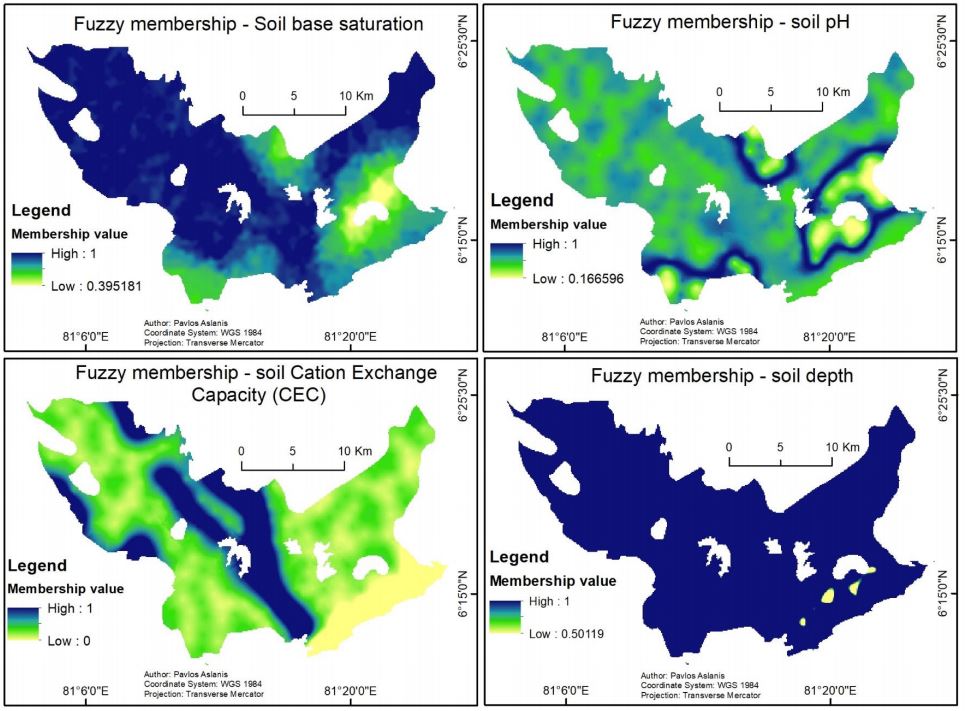 Fuzzy membership - Soil base saturation
6°25'30"N
0 5 10 Km
Legend
Membership value
High : 1
Low : 0.395181
6°15'0"N
Author: Pavlos Aslanis
Coordinate System: WGS 1984
Projection: Transverse Mercator
81°6'0"E
81°20'0"E
Fuzzy membership - soil pH
6°25'30"N
0 5 10 Km
Legend
Membership value
High : 1
Low : 0.166596
6°15'0"N
Author: Pavlos Aslanis
Coordinate System: WGS 1984
Projection: Transverse Mercator
81°6'0"E
81°20'0"E
Fuzzy membership - soil Cation Exchange
Capacity (CEC)
6°25'30"N
0 5 10 Km
Legend
Membership value
High : 1
Low : 0
6°15'0"N
Author: Pavlos Aslanis
Coordinate System: WGS 1984
Projection: Transverse Mercator
81°6'0"E
81°20'0"E
Fuzzy membership - soil depth
6°25'30"N
0 5 10 Km
Legend
Membership value
High : 1
Low : 0.50119
6°15'0"N
Author: Pavlos Aslanis
Coordinate System: WGS 1984
Projection: Transverse Mercator
81°6'0"E
81°20'0"E